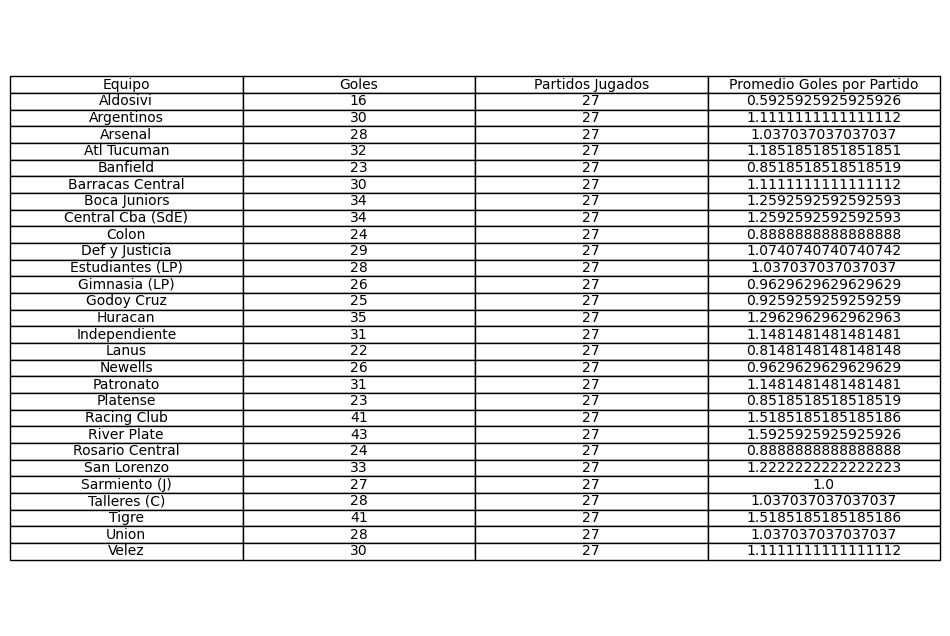 Equipo Goles Partidos Jugados Promedio Goles por Partido
Aldosivi 16 27 0.5925925925925926
Argentinos 30 27 1.1111111111111112
Arsenal 28 27 1.037037037037037
Atl Tucuman 32 27 1.1851851851851851
Banfield 23 27 0.8518518518518519
Barracas Central 30 27 1.1111111111111112
Boca Juniors 34 27 1.2592592592592593
Central Cba (SdE) 34 27 1.2592592592592593
Colon 24 27 0.8888888888888888
Def y Justicia 29 27 1.0740740740740742
Estudiantes (LP) 28 27 1.037037037037037
Gimnasia (LP) 26 27 0.9629629629629629
Godoy Cruz 25 27 0.9259259259259259
Huracan 35 27 1.2962962962962963
Independiente 31 27 1.1481481481481481
Lanus 22 27 0.8148148148148148
Newells 26 27 0.9629629629629629
Patronato 31 27 1.1481481481481481
Platense 23 27 0.8518518518518519
Racing Club 41 27 1.5185185185185186
River Plate 43 27 1.5925925925925926
Rosario Central 24 27 0.8888888888888888
San Lorenzo 33 27 1.2222222222222223
Sarmiento (J) 27 27 1.0
Talleres (C) 28 27 1.037037037037037
Tigre 41 27 1.5185185185185186
Union 28 27 1.037037037037037
Velez 30 27 1.1111111111111112